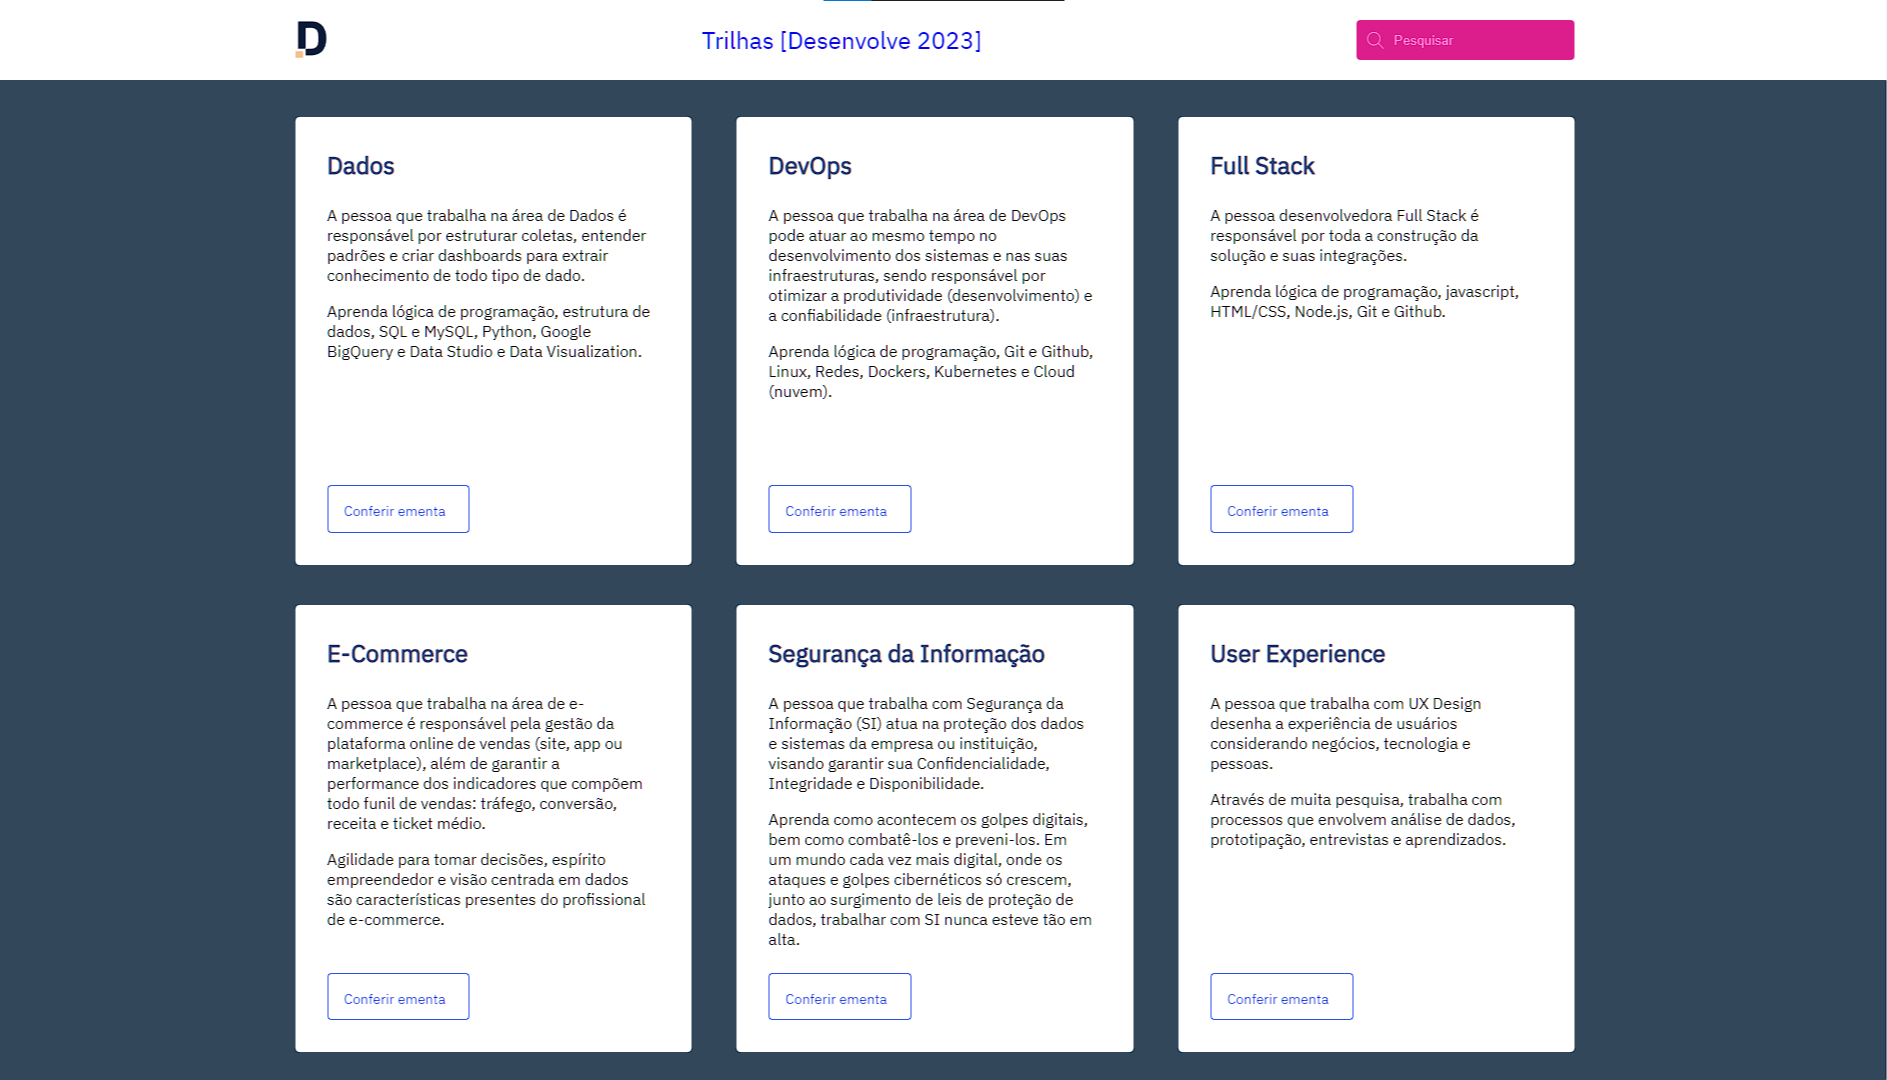 D
Trilhas [Desenvolve 2023]
Pesquisar
Dados
A pessoa que trabalha na área de Dados é
responsável por estruturar coletas, entender
padrões e criar dashboards para extrair
conhecimento de todo tipo de dado.
Aprenda lógica de programação, estrutura de
dados, SQL e MySQL, Python, Google
BigQuery e Data Studio e Data Visualization.
Conferir ementa
DevOps
A pessoa que trabalha na área de DevOps
pode atuar ao mesmo tempo no
desenvolvimento dos sistemas e nas suas
infraestruturas, sendo responsável por
otimizar a produtividade (desenvolvimento) e
a confiabilidade (infraestrutura).
Aprenda lógica de programação, Git e Github,
Linux, Redes, Dockers, Kubernetes e Cloud
(nuvem).
Conferir ementa
Full Stack
A pessoa desenvolvedora Full Stack é
responsável por toda a construção da
solução e suas integrações.
Aprenda lógica de programação, javascript,
HTML/CSS, Node.js, Git e Github.
Conferir ementa
E-Commerce
A pessoa que trabalha na área de e-
commerce é responsável pela gestão da
plataforma online de vendas (site, app ou
marketplace), além de garantir a
performance dos indicadores que compõem
todo funil de vendas: tráfego, conversão,
receita e ticket médio.
Agilidade para tomar decisões, espírito
empreendedor e visão centrada em dados
são características presentes do profissional
de e-commerce.
Conferir ementa
Segurança da Informação
A pessoa que trabalha com Segurança da
Informação (SI) atua na proteção dos dados
e sistemas da empresa ou instituição,
visando garantir sua Confidencialidade,
Integridade e Disponibilidade.
Aprenda como acontecem os golpes digitais,
bem como combatê-los e preveni-los. Em
um mundo cada vez mais digital, onde os
ataques e golpes cibernéticos só crescem,
junto ao surgimento de leis de proteção de
dados, trabalhar com SI nunca esteve tão em
alta.
Conferir ementa
User Experience
A pessoa que trabalha com UX Design
desenha a experiência de usuários
considerando negócios, tecnologia e
pessoas.
Através de muita pesquisa, trabalha com
processos que envolvem análise de dados,
prototipação, entrevistas e aprendizados.
Conferir ementa